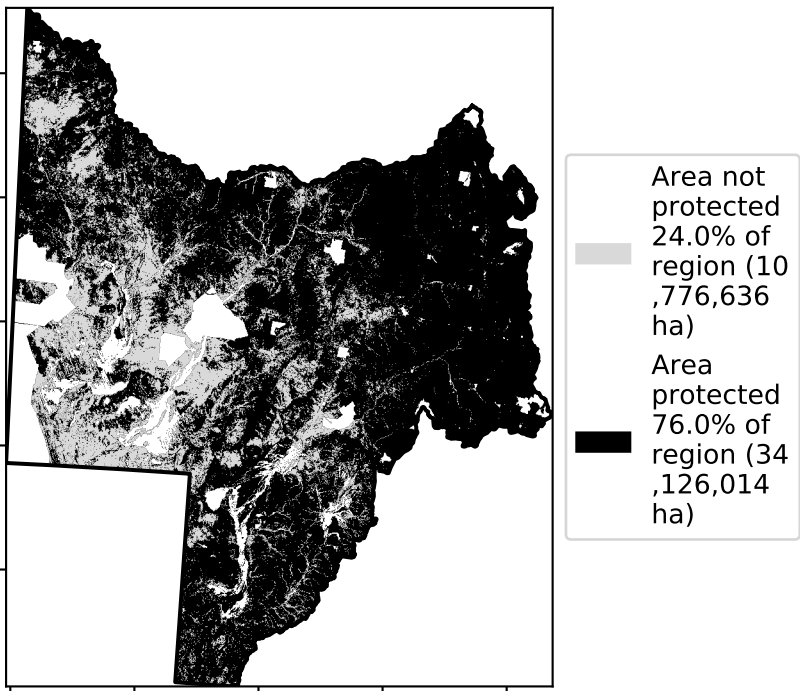 Area not
protected
24.0% of
region (10
,776,636
ha)
Area
protected
76.0% of
region (34
,126,014
ha)